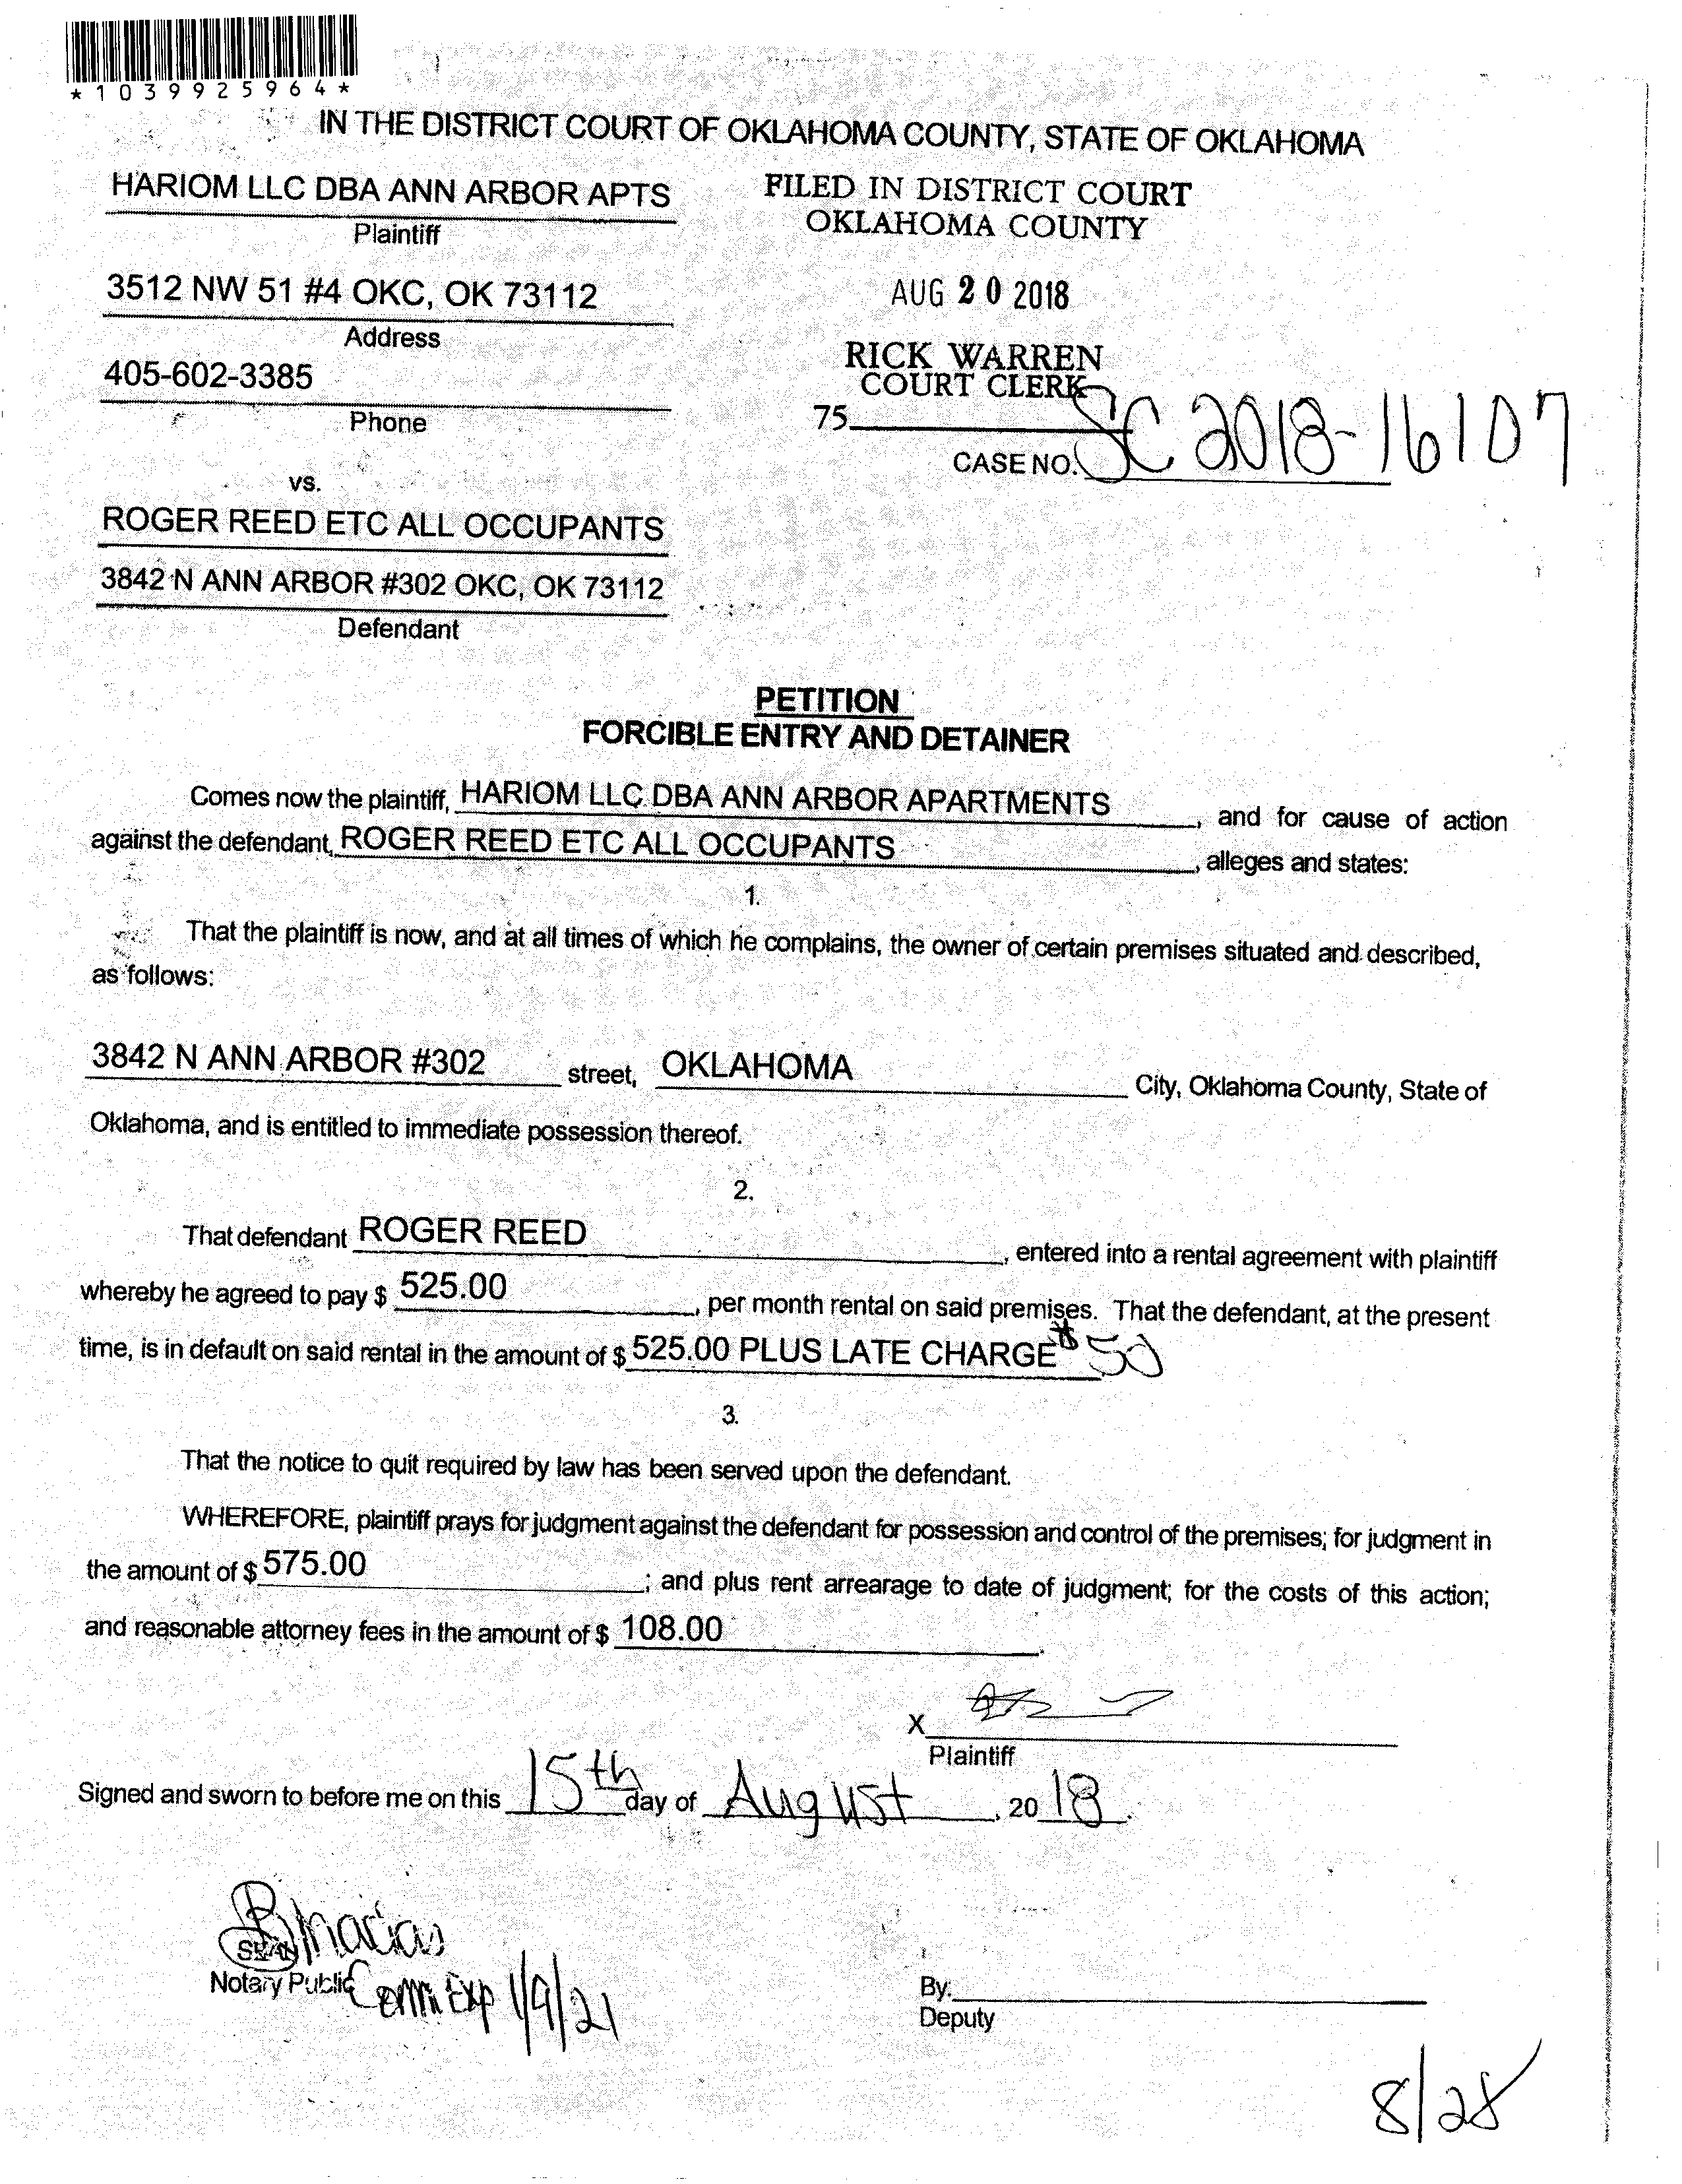 *1039925964*
IN THE DISTRICT COURT OF OKLAHOMA COUNTY, STATE OF OKLAHOMA
HARIOM LLC DBA ANN ARBOR APTS
Plaintiff
FILED IN DISTRICT COURT
OKLAHOMA COUNTY
3512 NW 51 #4 OKC, OK 73112
Address
AUG 20 2018
405-602-3385
Phone
RICK WARREN
COURT CLERK
75
CASE NO. SC 2018-16107
vs.
ROGER REED ETC ALL OCCUPANTS
3842 N ANN ARBOR #302 OKC, OK 73112
Defendant
PETITION
FORCIBLE ENTRY AND DETAINER
Comes now the plaintiff, HARIOM LLC DBA ANN ARBOR APARTMENTS, and for cause of action
against the defendant, ROGER REED ETC ALL OCCUPANTS, alleges and states:
1.
That the plaintiff is now, and at all times of which he complains, the owner of certain premises situated and described,
as follows:
3842 N ANN ARBOR #302 street, OKLAHOMA City, Oklahoma County, State of
Oklahoma, and is entitled to immediate possession thereof.
2.
That defendant ROGER REED, entered into a rental agreement with plaintiff
whereby he agreed to pay $ 525.00, per month rental on said premises. That the defendant, at the present
time, is in default on said rental in the amount of $ 525.00 PLUS LATE CHARGE $50
3.
That the notice to quit required by law has been served upon the defendant.
WHEREFORE, plaintiff prays for judgment against the defendant for possession and control of the premises; for judgment in
the amount of $ 575.00; and plus rent arrearage to date of judgment; for the costs of this action;
and reasonable attorney fees in the amount of $ 108.00.
X
Plaintiff
Signed and sworn to before me on this 15th day of August, 2018.
BMacias
Notary Public Comm Exp 1/9/21
By:
Deputy
8/28